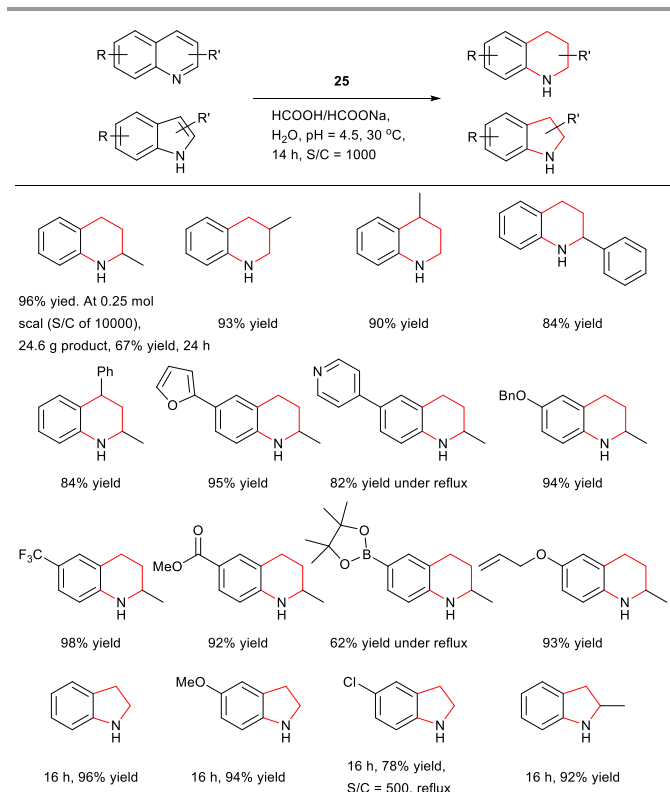 R R' N
25
R R' N H
HCOOH/HCOONa,
H2O, pH = 4.5, 30 °C,
14 h, S/C = 1000
R R' N H
R R' N H
N H
N H
N H
N H
96% yied. At 0.25 mol
scal (S/C of 10000),
24.6 g product, 67% yield, 24 h
93% yield
90% yield
84% yield
Ph N H
O N H
N N H
BnO N H
84% yield
95% yield
82% yield under reflux
94% yield
F3C N H
O MeO N H
O B O N H
O N H
98% yield
92% yield
62% yield under reflux
93% yield
N H
MeO N H
Cl N H
N H
16 h, 96% yield
16 h, 94% yield
16 h, 78% yield,
S/C = 500, reflux
16 h, 92% yield